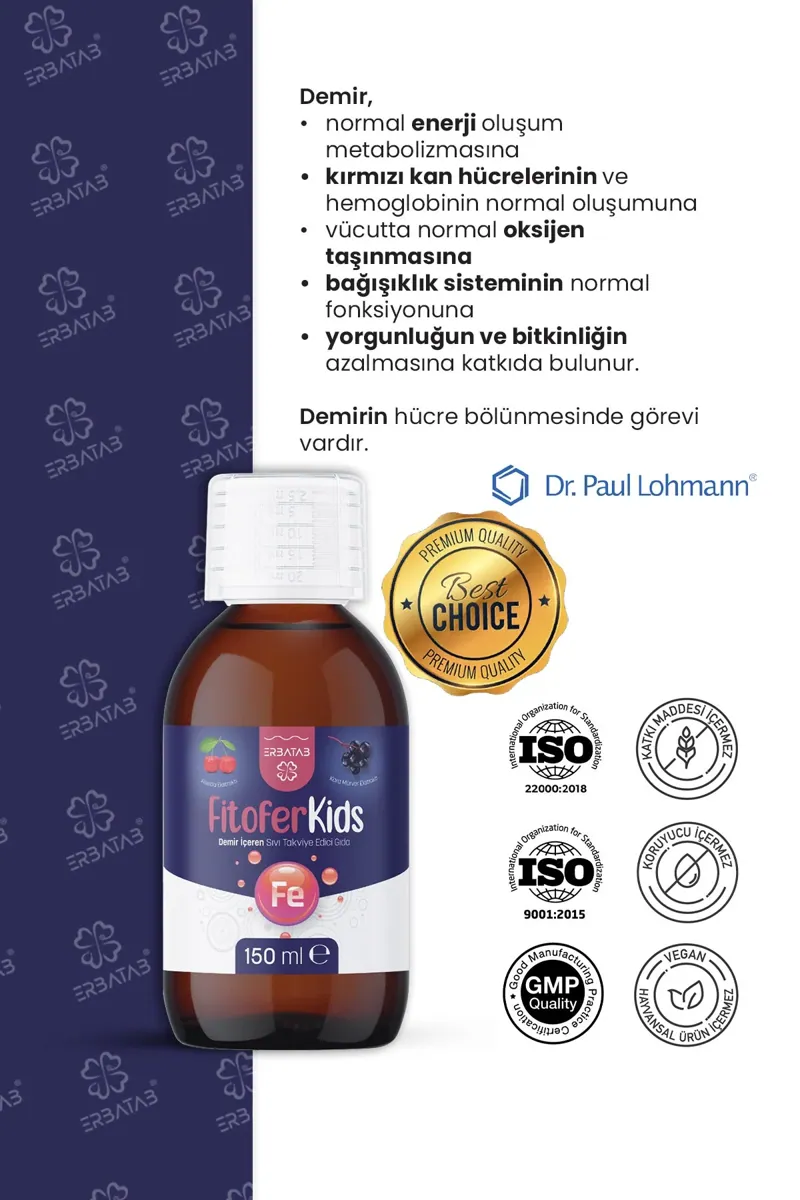 Demir,
• normal enerji oluşum
metabolizmasına
• kırmızı kan hücrelerinin ve
hemoglobinin normal oluşumuna
• vücutta normal oksijen
taşınmasına
• bağışıklık sisteminin normal
fonksiyonuna
• yorgunluğun ve bitkinliğin
azalmasına katkıda bulunur.
Demirin hücre bölünmesinde görevi
vardır.
Dr. Paul Lohmann®
PREMIUM QUALITY
Best
CHOICE
PREMIUM QUALITY
ERBATAB
FitoferKids
Demir İçeren Sıvı Takviye Edici Gıda
Fe
150 ml e
International Organization for Standardization
ISO
22000:2018
KATKI MADDESİ İÇERMEZ
International Organization for Standardization
ISO
9001:2015
KORUYUCU İÇERMEZ
Good Manufacturing Practice Certification
GMP
Quality
VEGAN
HAYVANSAL ÜRÜN İÇERMEZ
ERBATAB®